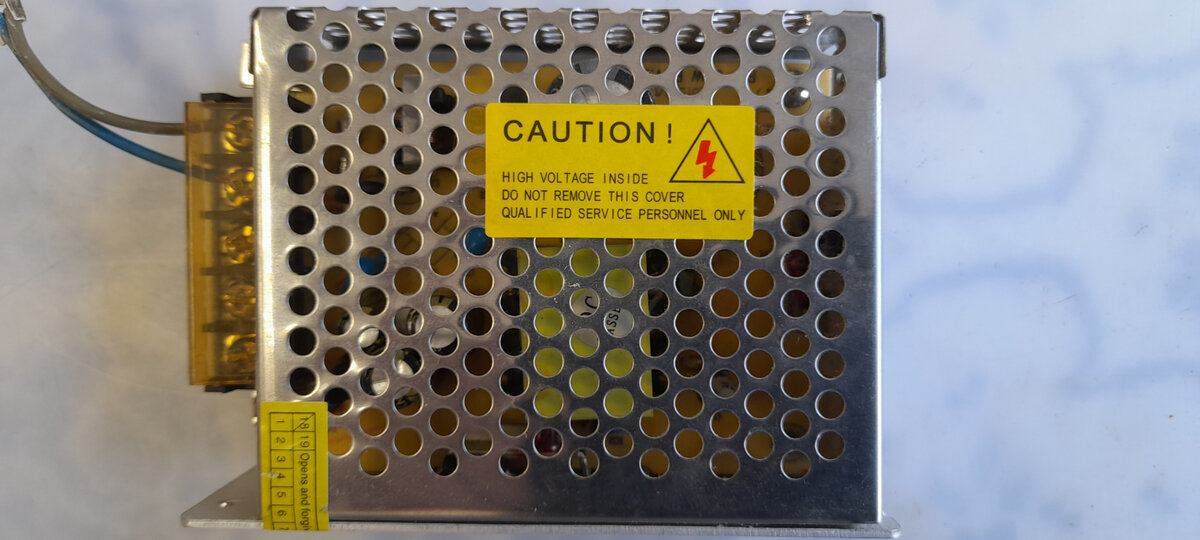 CAUTION !
HIGH VOLTAGE INSIDE
DO NOT REMOVE THIS COVER
QUALIFIED SERVICE PERSONNEL ONLY
18 19 Opens and
1 2 3 4 5 6